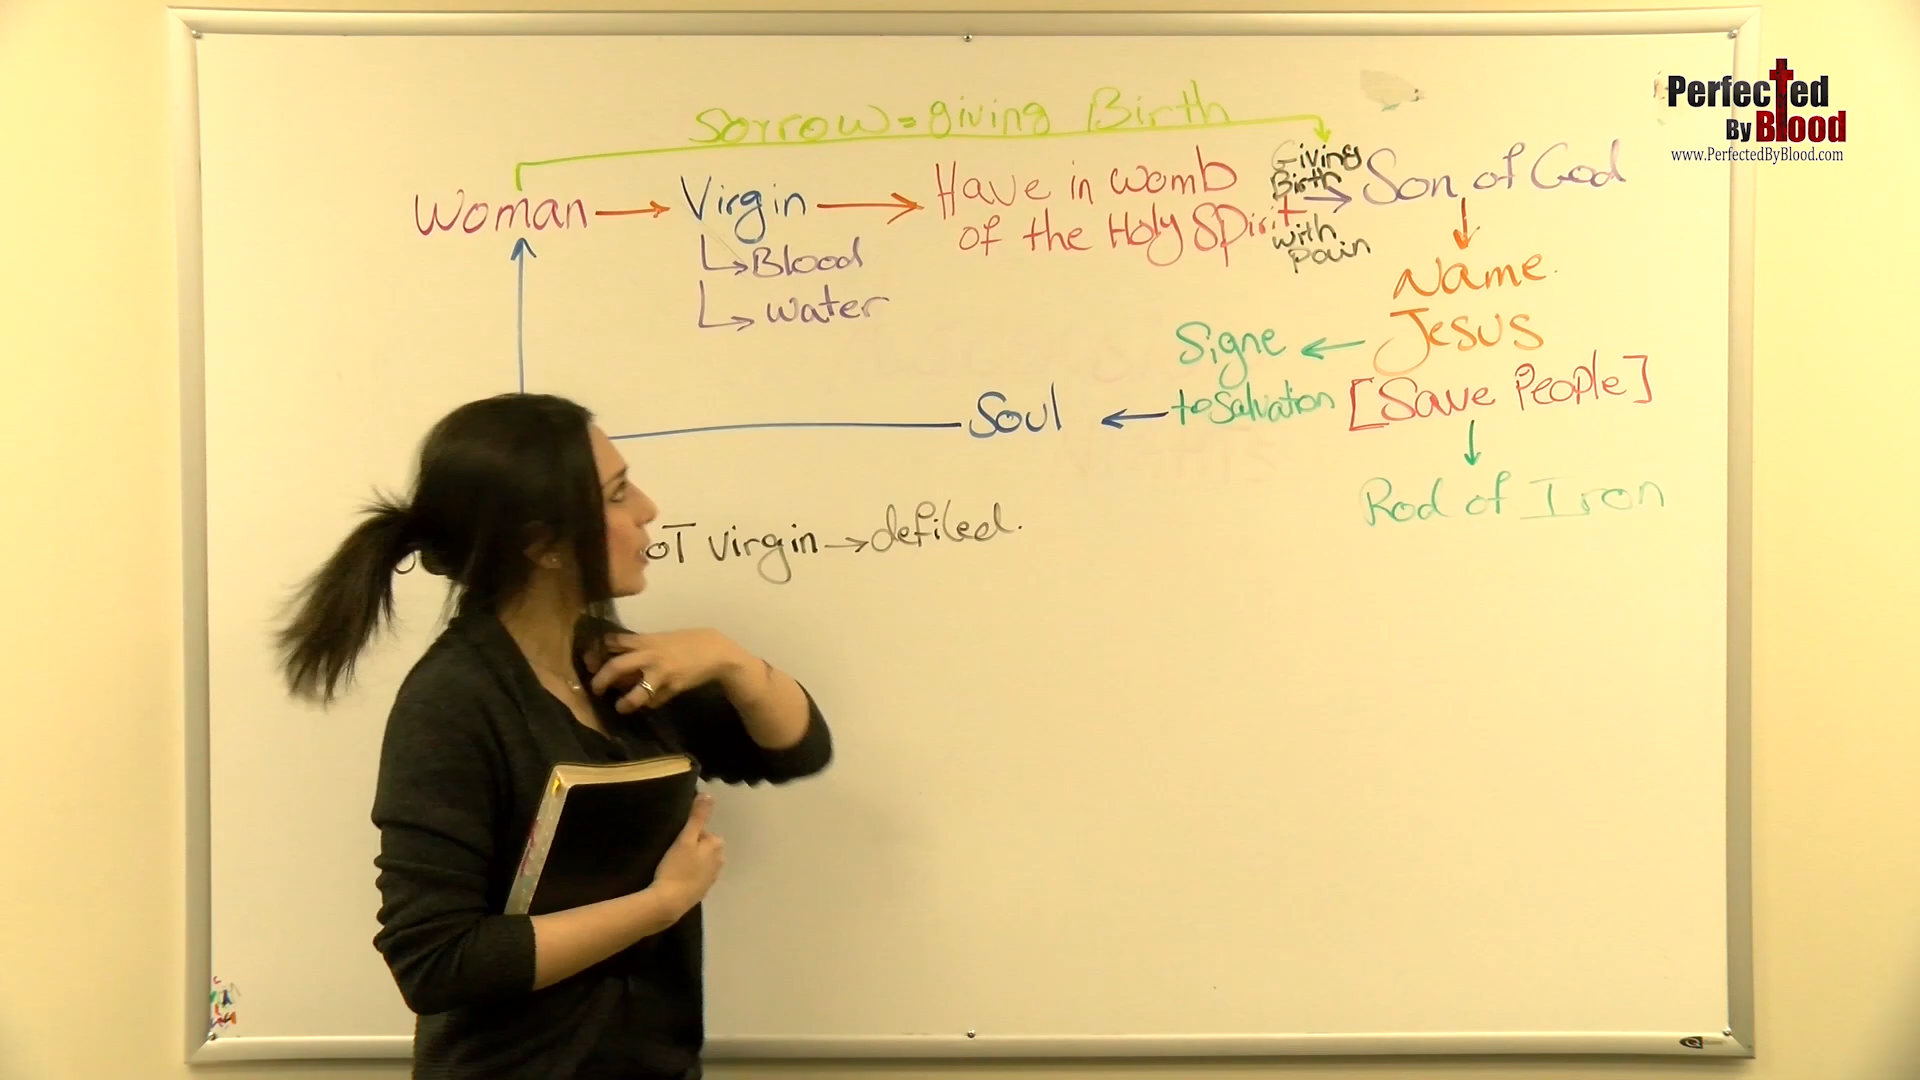 Perfected
By Blood
www.PerfectedByBlood.com
Sorrow = giving Birth
Woman → Virgin → Have in womb
of the Holy Spirit
Giving
Birth
with
Pain
→ Son of God
↳ Blood
↳ water
Name
Jesus
[Save People]
Signe ←
to Salvation
Soul ←
Rod of Iron
virgin → defiled.